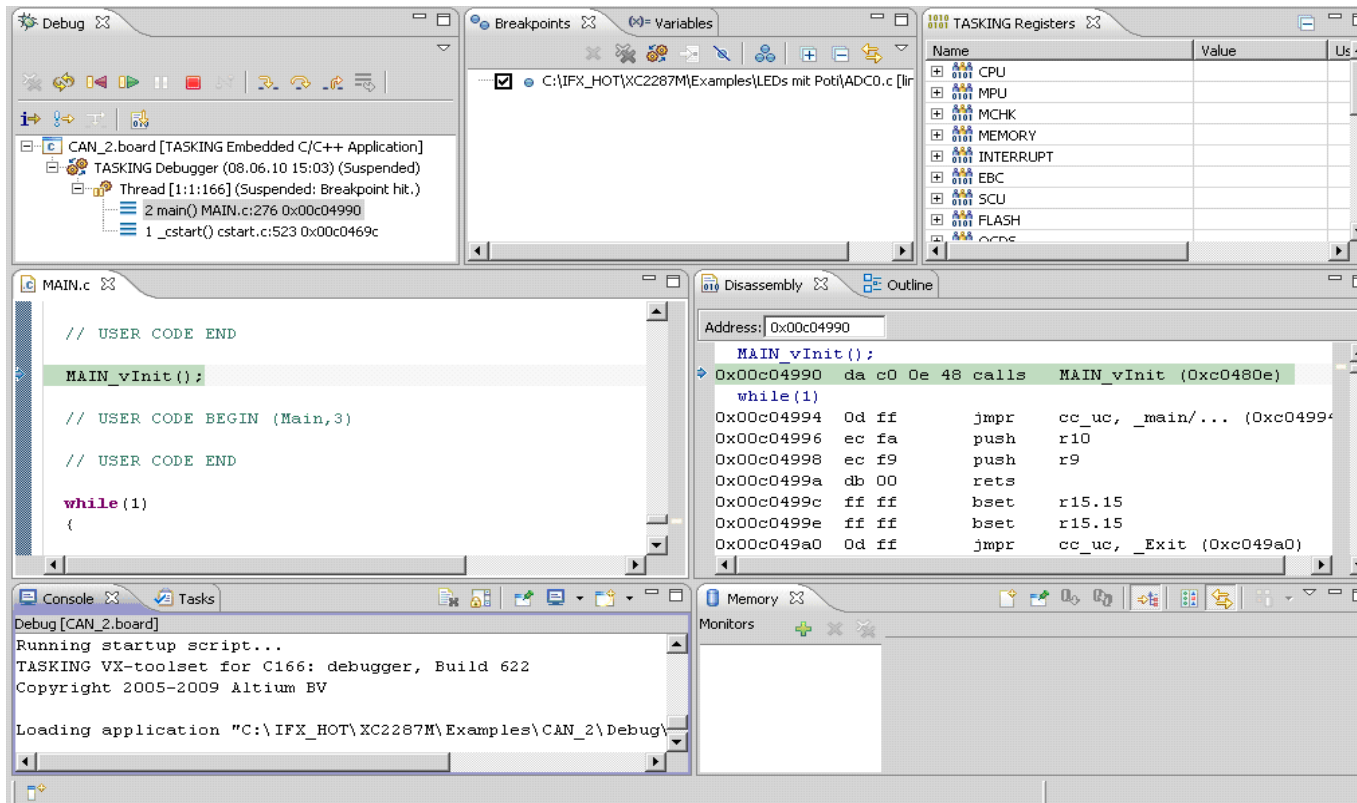 Debug
Breakpoints (x)= Variables
TASKING Registers
Name Value
CPU
MPU
MCHK
MEMORY
INTERRUPT
EBC
SCU
FLASH
C:\IFX_HOT\XC2287M\Examples\LEDs mit Poti\ADC0.c
CAN_2.board [TASKING Embedded C/C++ Application]
TASKING Debugger (08.06.10 15:03) (Suspended)
Thread [1:1:166] (Suspended: Breakpoint hit.)
2 main() MAIN.c:276 0x00c04990
1 _cstart() cstart.c:523 0x00c0469c
MAIN.c
// USER CODE END
MAIN_vInit();
// USER CODE BEGIN (Main,3)
// USER CODE END
while(1)
{
Disassembly Outline
Address: 0x00c04990
MAIN_vInit();
0x00c04990 da c0 0e 48 calls MAIN_vInit (0xc0480e)
while(1)
0x00c04994 0d ff jmpr cc_uc, _main/... (0xc04994
0x00c04996 ec fa push r10
0x00c04998 ec f9 push r9
0x00c0499a db 00 rets
0x00c0499c ff ff bset r15.15
0x00c0499e ff ff bset r15.15
0x00c049a0 0d ff jmpr cc_uc, _Exit (0xc049a0)
Console Tasks
Debug [CAN_2.board]
Running startup script...
TASKING VX-toolset for C166: debugger, Build 622
Copyright 2005-2009 Altium BV
Loading application "C:\IFX_HOT\XC2287M\Examples\CAN_2\Debug\
Memory
Monitors